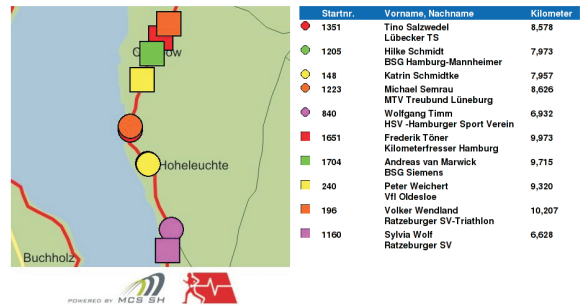 Startnr. Vorname, Nachname Kilometer
1351 Tino Salzwedel 8,578
Lübecker TS
1205 Hilke Schmidt 7,973
BSG Hamburg-Mannheimer
148 Katrin Schmidtke 7,957
1223 Michael Semrau 8,626
MTV Treubund Lüneburg
840 Wolfgang Timm 6,932
HSV -Hamburger Sport Verein
1651 Frederik Töner 9,973
Kilometerfresser Hamburg
1704 Andreas van Marwick 9,715
BSG Siemens
240 Peter Weichert 9,320
Vfl Oldesloe
196 Volker Wendland 10,207
Ratzeburger SV-Triathlon
1160 Sylvia Wolf 6,628
Ratzeburger SV
Hoheleuchte
Buchholz
POWERED BY MCS SH